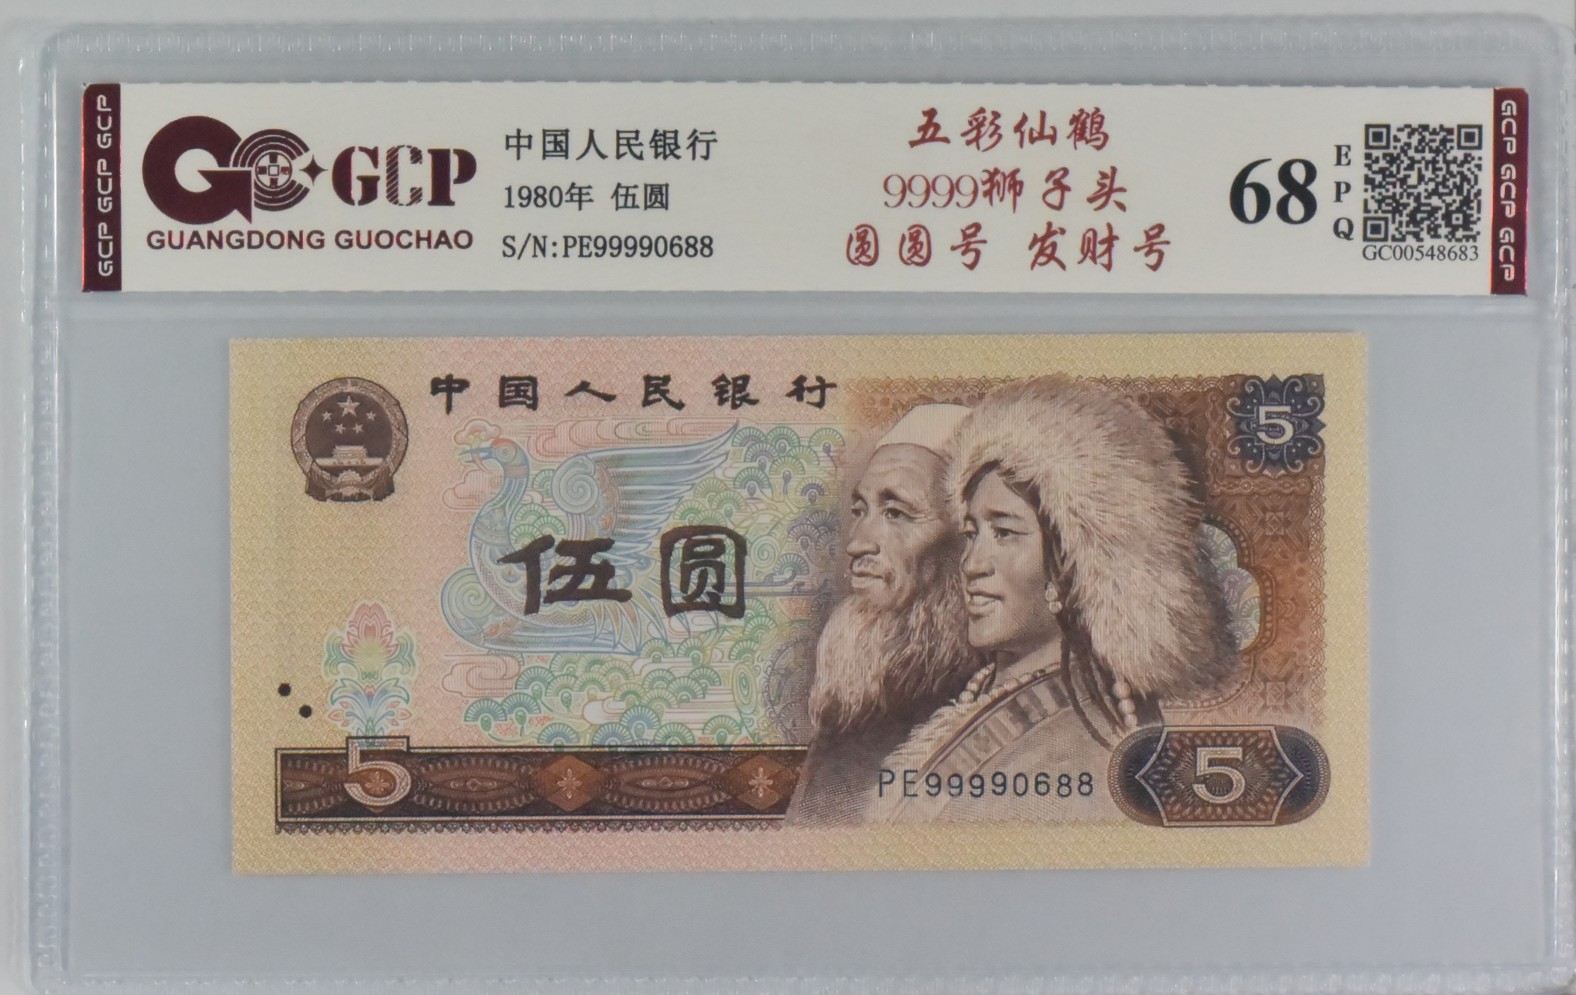 GCP GCP GCP
GCP
GUANGDONG GUOCHAO
中国人民银行
1980年 伍圆
S/N:PE99990688
五彩仙鹤
9999狮子头
圆圆号 发财号
68
EPQ
GC00548683
GCP GCP GCP
中国人民银行
5
伍圆
5
PE99990688
5